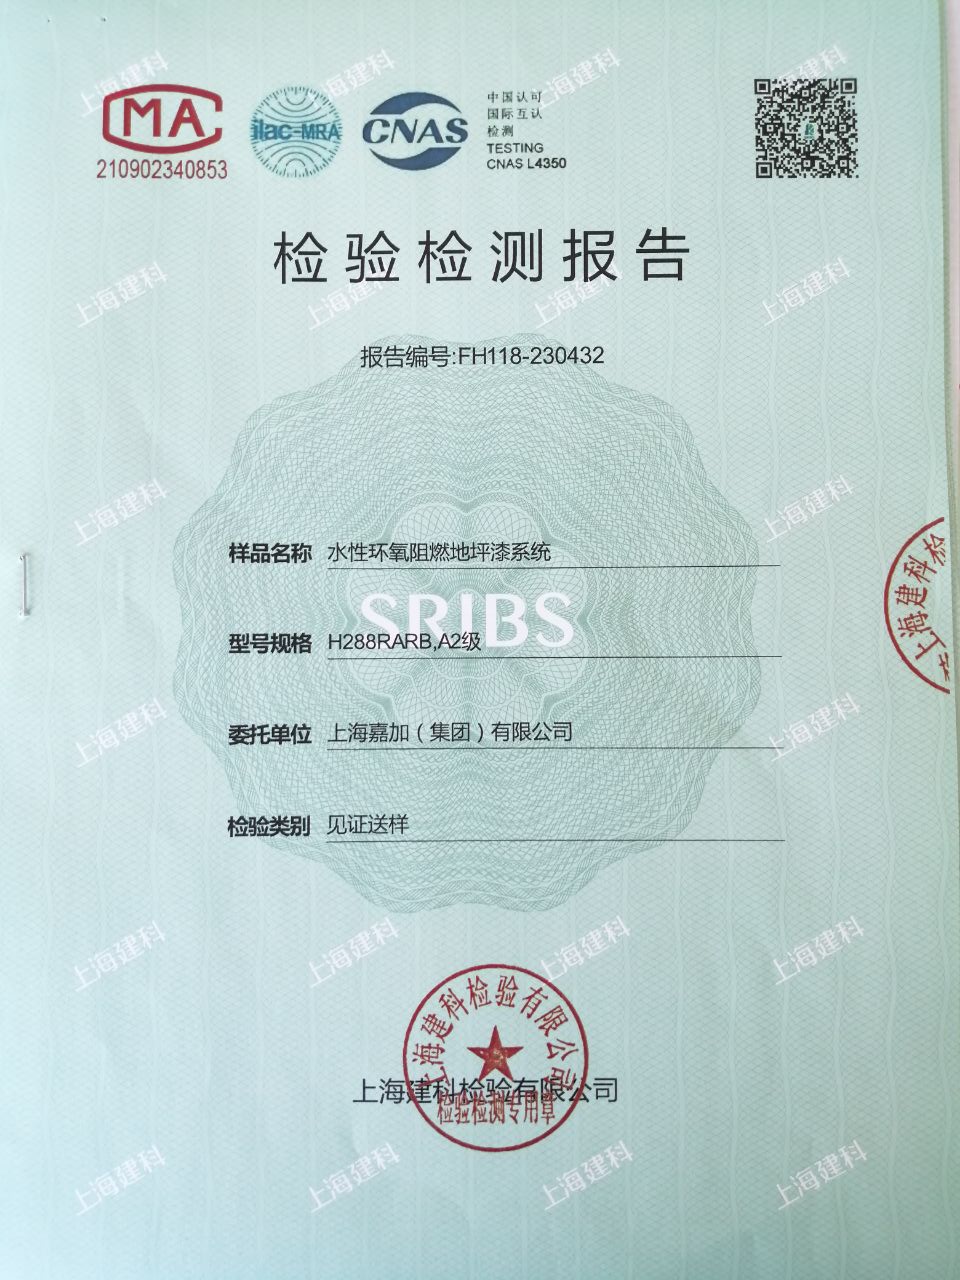 MA
210902340853
ilac-MRA
CNAS
中国认可
国际互认
检测
TESTING
CNAS L4350
检验检测报告
报告编号:FH118-230432
样品名称 水性环氧阻燃地坪漆系统
SRIBS
型号规格 H288RARB,A2级
委托单位 上海嘉加（集团）有限公司
检验类别 见证送样
上海建科检验有限公司
上海建科检验有限公司
检验检测专用章
上海建科检
上海建科